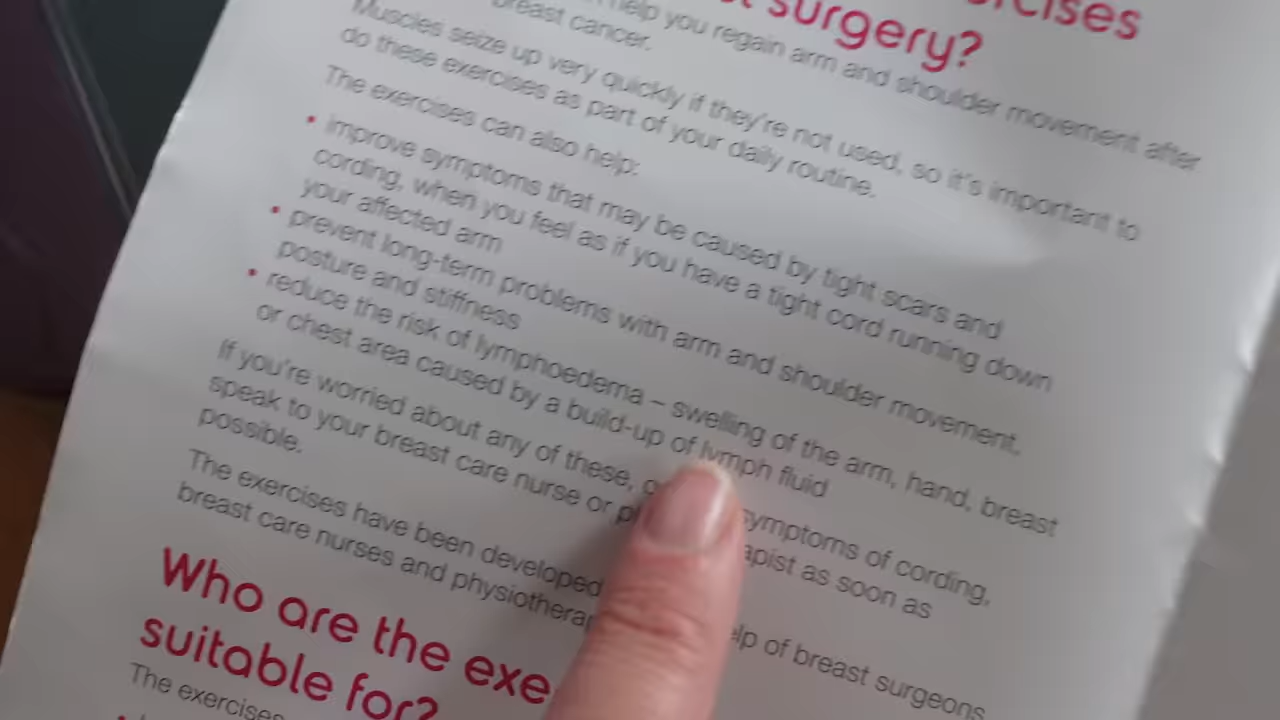 ercises
surgery?
help you regain arm and shoulder movement after
breast cancer.
Muscles seize up very quickly if they're not used, so it's important to
do these exercises as part of your daily routine.
The exercises can also help:
• improve symptoms that may be caused by tight scars and
cording, when you feel as if you have a tight cord running down
your affected arm
• prevent long-term problems with arm and shoulder movement,
posture and stiffness
• reduce the risk of lymphoedema – swelling of the arm, hand, breast
or chest area caused by a build-up of lymph fluid
If you're worried about any of these, symptoms of cording,
speak to your breast care nurse or apist as soon as
possible.
The exercises have been developed elp of breast surgeons
breast care nurses and physiothera
Who are the exe
suitable for?
The exercises